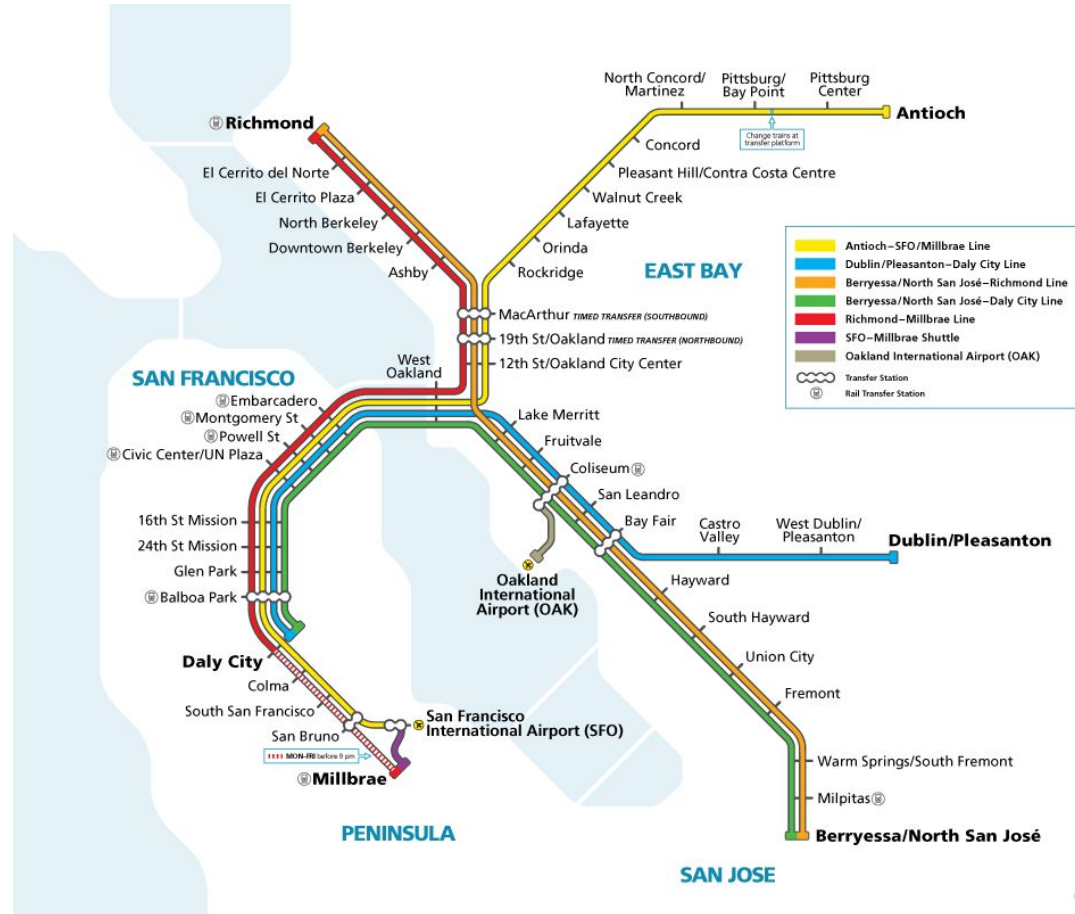 North Concord/
Martinez
Pittsburg/
Bay Point
Pittsburg
Center
Antioch
Change trains at
transfer platform
Richmond
El Cerrito del Norte
El Cerrito Plaza
North Berkeley
Downtown Berkeley
Ashby
Concord
Pleasant Hill/Contra Costa Centre
Walnut Creek
Lafayette
Orinda
Rockridge
EAST BAY
Antioch–SFO/Millbrae Line
Dublin/Pleasanton–Daly City Line
Berryessa/North San José–Richmond Line
Berryessa/North San José–Daly City Line
Richmond–Millbrae Line
SFO–Millbrae Shuttle
Oakland International Airport (OAK)
Transfer Station
Rail Transfer Station
MacArthur TIMED TRANSFER (SOUTHBOUND)
19th St/Oakland TIMED TRANSFER (NORTHBOUND)
12th St/Oakland City Center
West
Oakland
SAN FRANCISCO
Embarcadero
Montgomery St
Powell St
Civic Center/UN Plaza
16th St Mission
24th St Mission
Glen Park
Balboa Park
Daly City
Colma
South San Francisco
San Bruno
MON–FRI before 9 pm
Millbrae
San Francisco
International Airport (SFO)
PENINSULA
Lake Merritt
Fruitvale
Coliseum
San Leandro
Bay Fair
Oakland
International
Airport (OAK)
Castro
Valley
West Dublin/
Pleasanton
Dublin/Pleasanton
Hayward
South Hayward
Union City
Fremont
Warm Springs/South Fremont
Milpitas
Berryessa/North San José
SAN JOSE